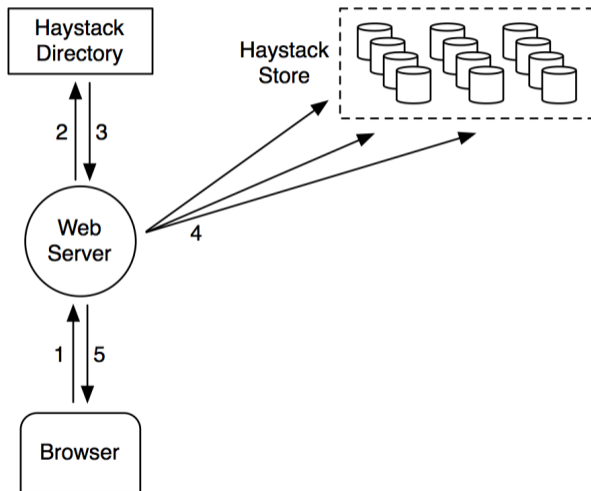 Haystack
Directory
Haystack
Store
2
3
Web
Server
4
1
5
Browser